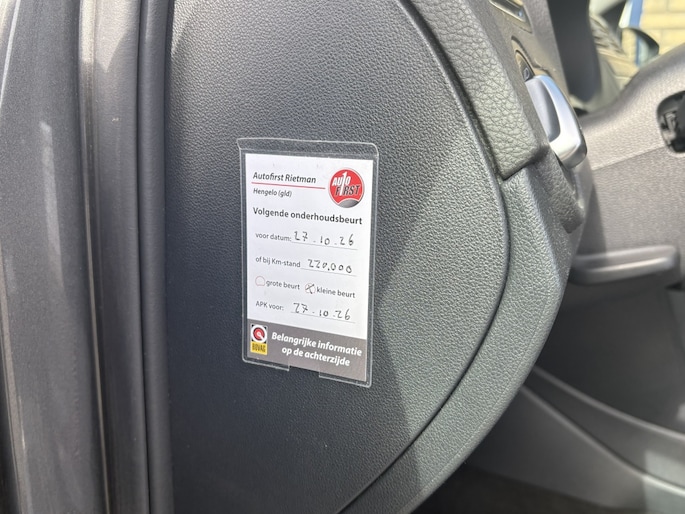 Autofirst Rietman
Hengelo (gld)
AUTO
FIRST
Volgende onderhoudsbeurt
voor datum: 27-10-26
of bij Km-stand 220.000
grote beurt kleine beurt
APK voor: 27-10-26
BOVAG
Belangrijke informatie
op de achterzijde